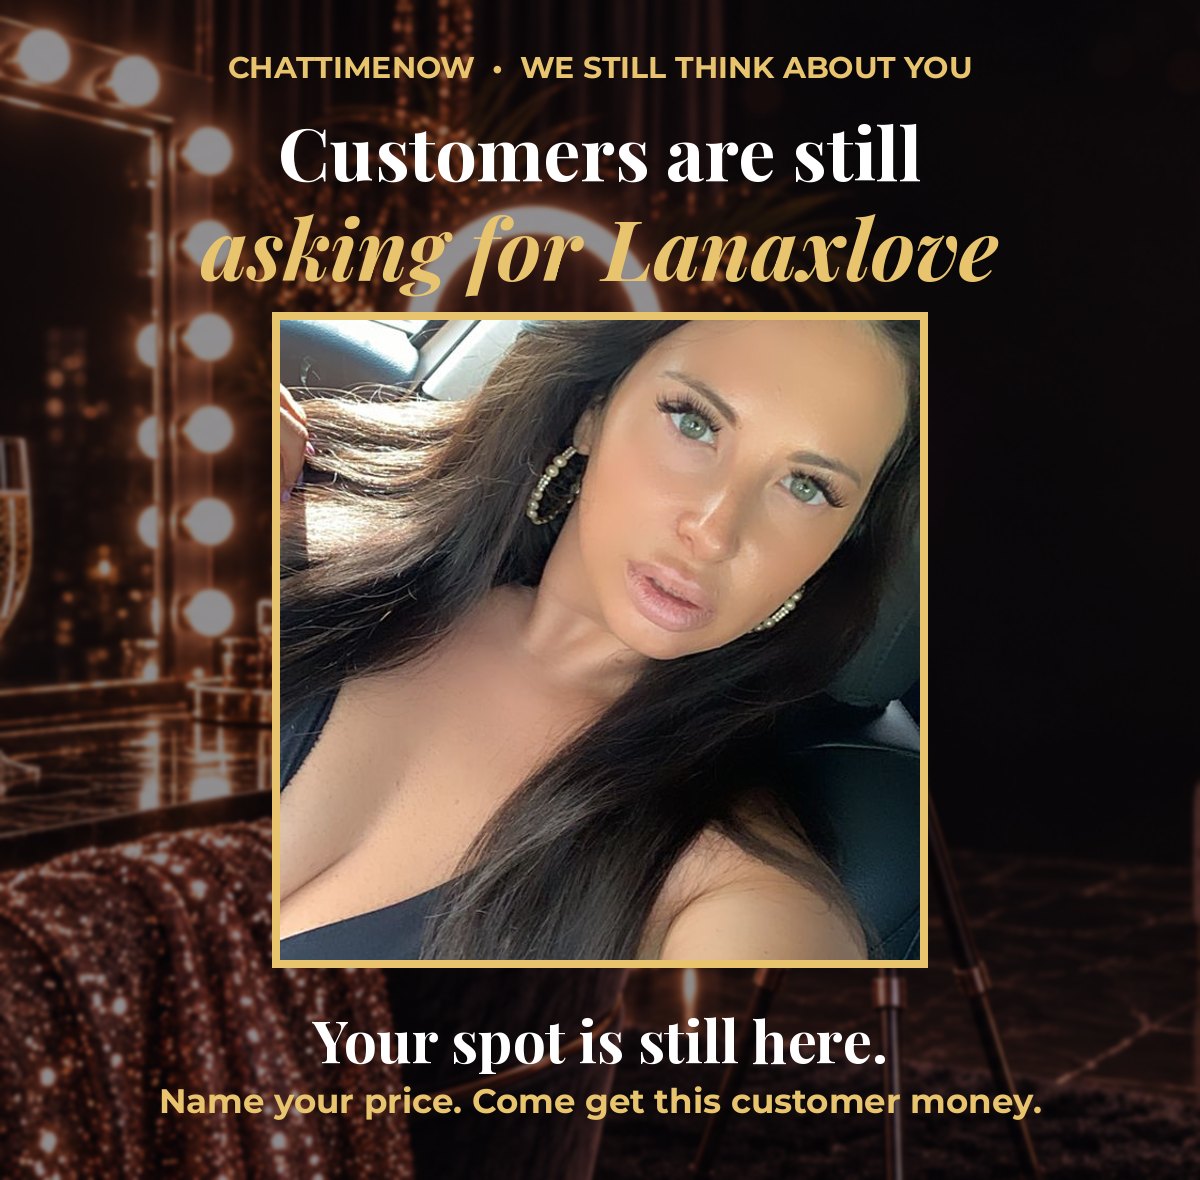 CHATTIMENOW • WE STILL THINK ABOUT YOU
Customers are still
asking for Lanaxlove
Your spot is still here.
Name your price. Come get this customer money.